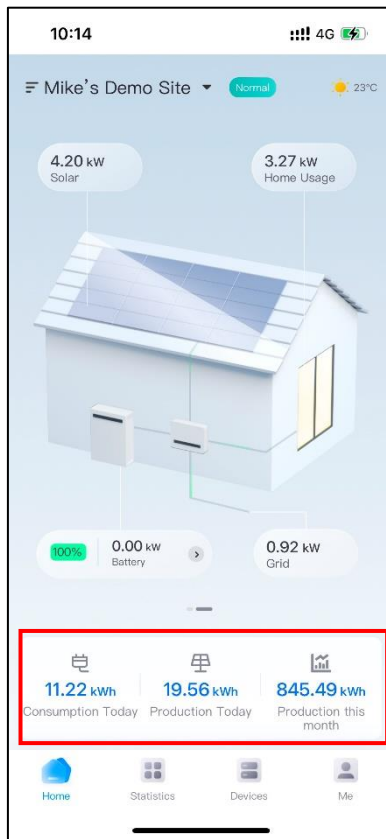 10:14
4G
Mike's Demo Site
Normal
23°C
4.20 kW
Solar
3.27 kW
Home Usage
100%
0.00 kW
Battery
0.92 kW
Grid
11.22 kWh
Consumption Today
19.56 kWh
Production Today
845.49 kWh
Production this
month
Home
Statistics
Devices
Me